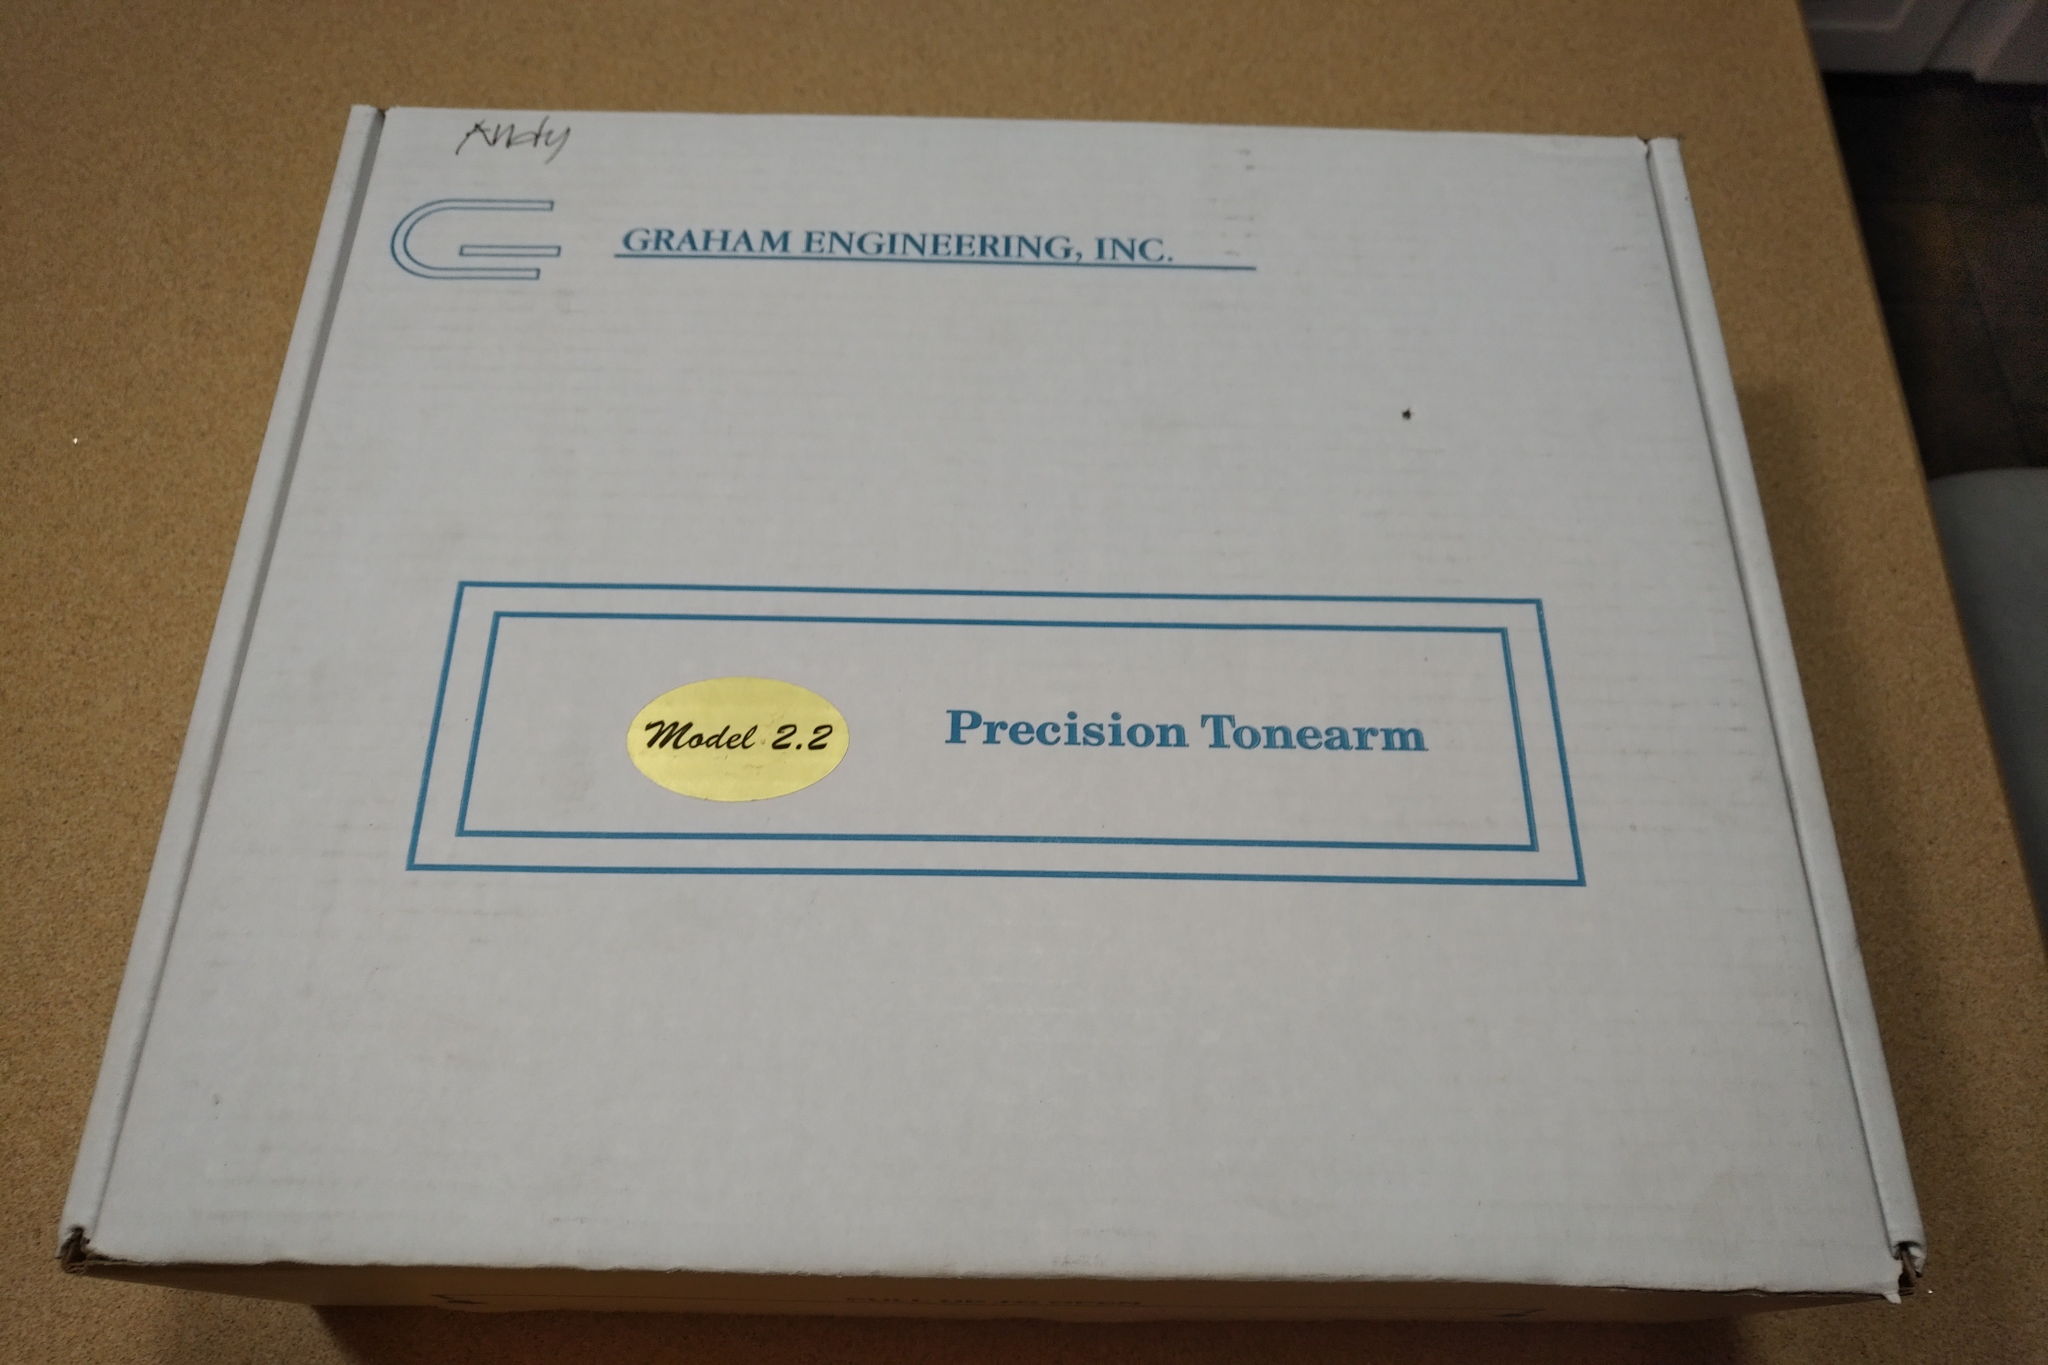 Andy
GRAHAM ENGINEERING, INC.
Model 2.2
Precision Tonearm